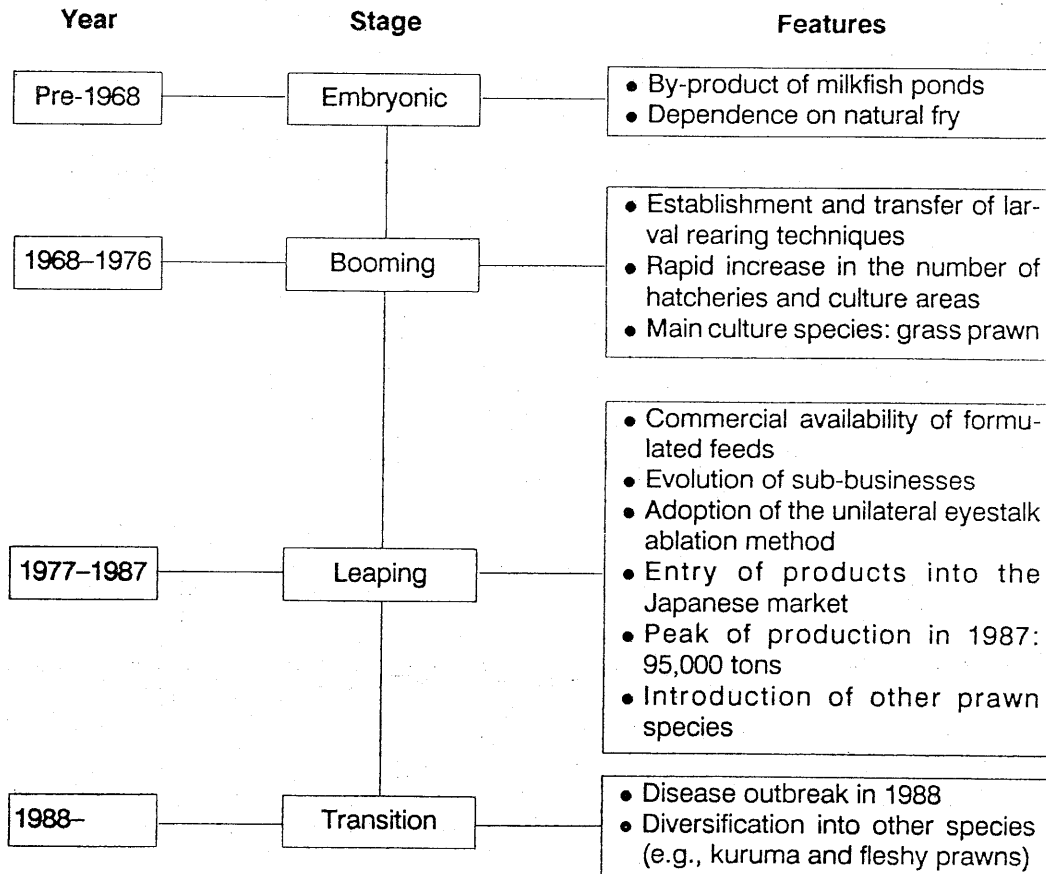 Year Stage Features
Pre-1968 Embryonic
• By-product of milkfish ponds
• Dependence on natural fry
1968–1976 Booming
• Establishment and transfer of lar-
val rearing techniques
• Rapid increase in the number of
hatcheries and culture areas
• Main culture species: grass prawn
1977–1987 Leaping
• Commercial availability of formu-
lated feeds
• Evolution of sub-businesses
• Adoption of the unilateral eyestalk
ablation method
• Entry of products into the
Japanese market
• Peak of production in 1987:
95,000 tons
• Introduction of other prawn
species
1988– Transition
• Disease outbreak in 1988
• Diversification into other species
(e.g., kuruma and fleshy prawns)